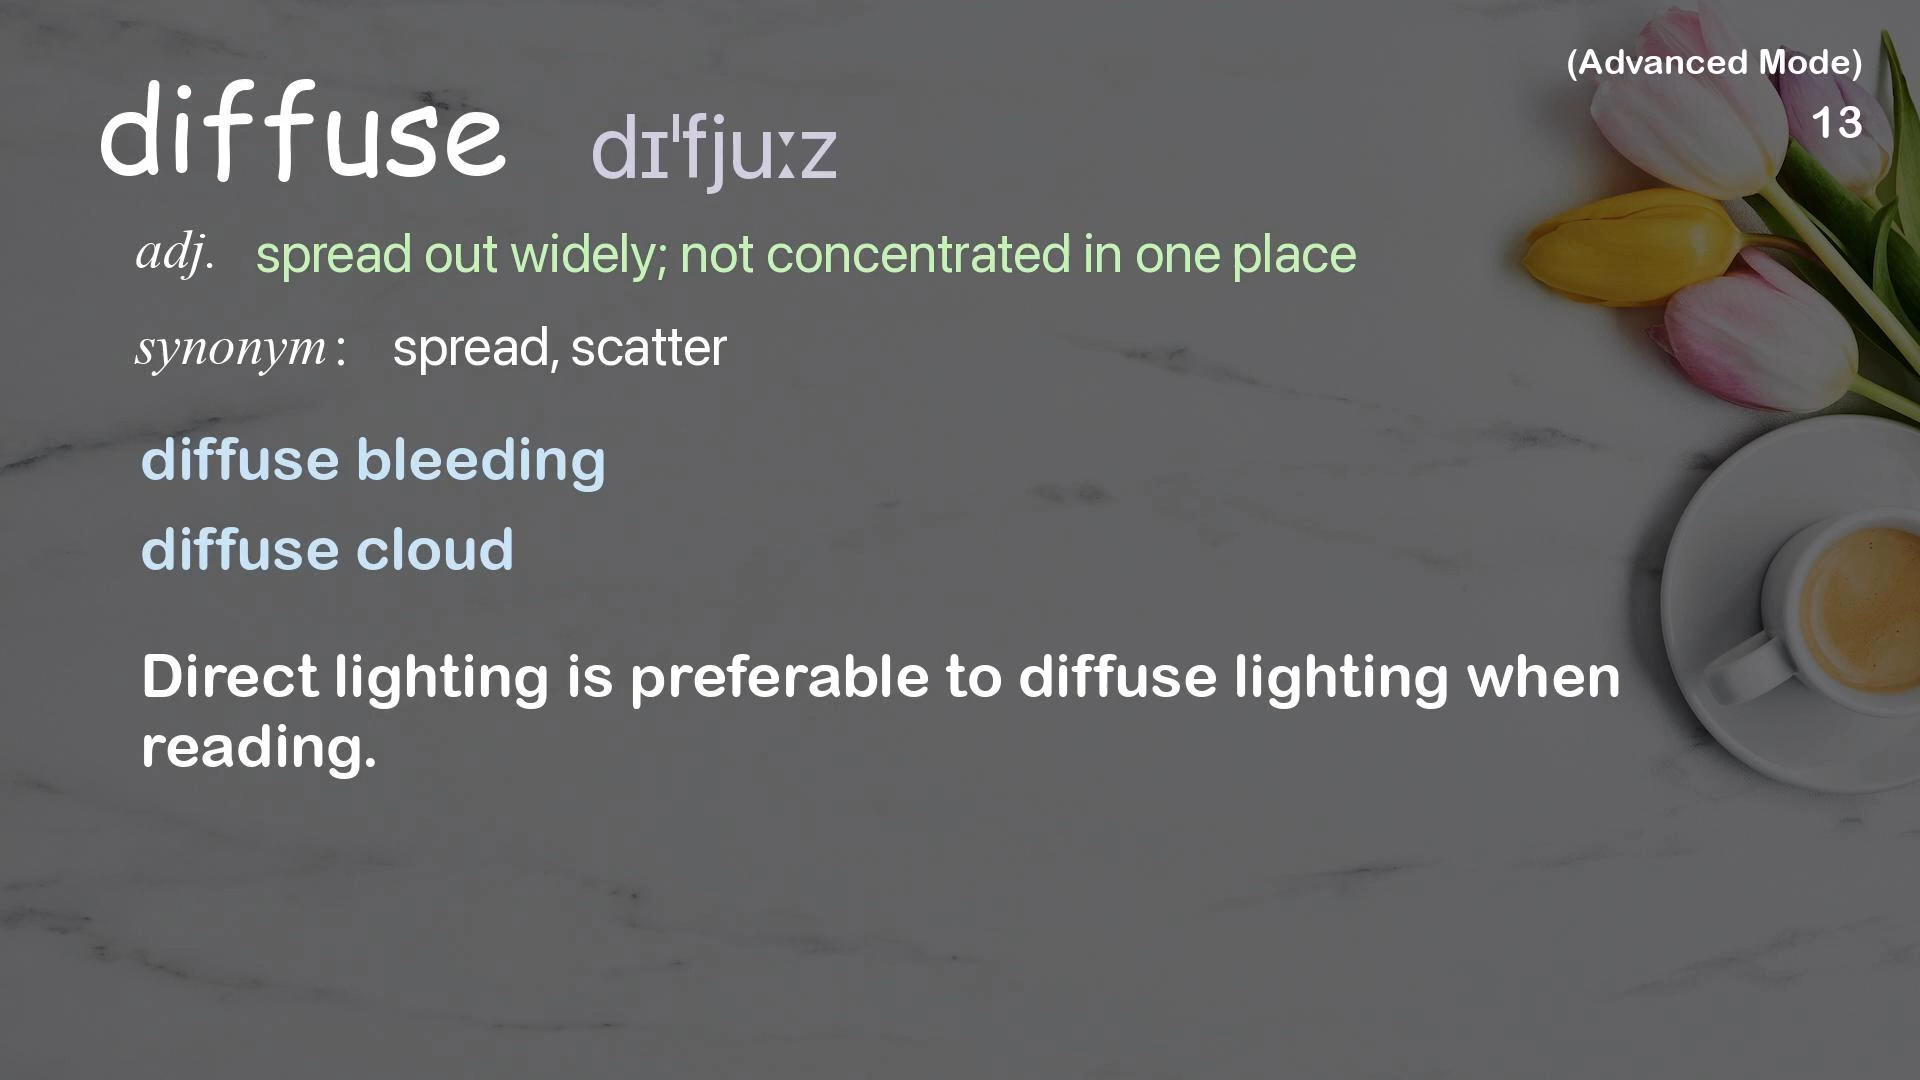 (Advanced Mode)
13
diffuse dɪˈfjuːz
adj. spread out widely; not concentrated in one place
synonym: spread, scatter
diffuse bleeding
diffuse cloud
Direct lighting is preferable to diffuse lighting when
reading.